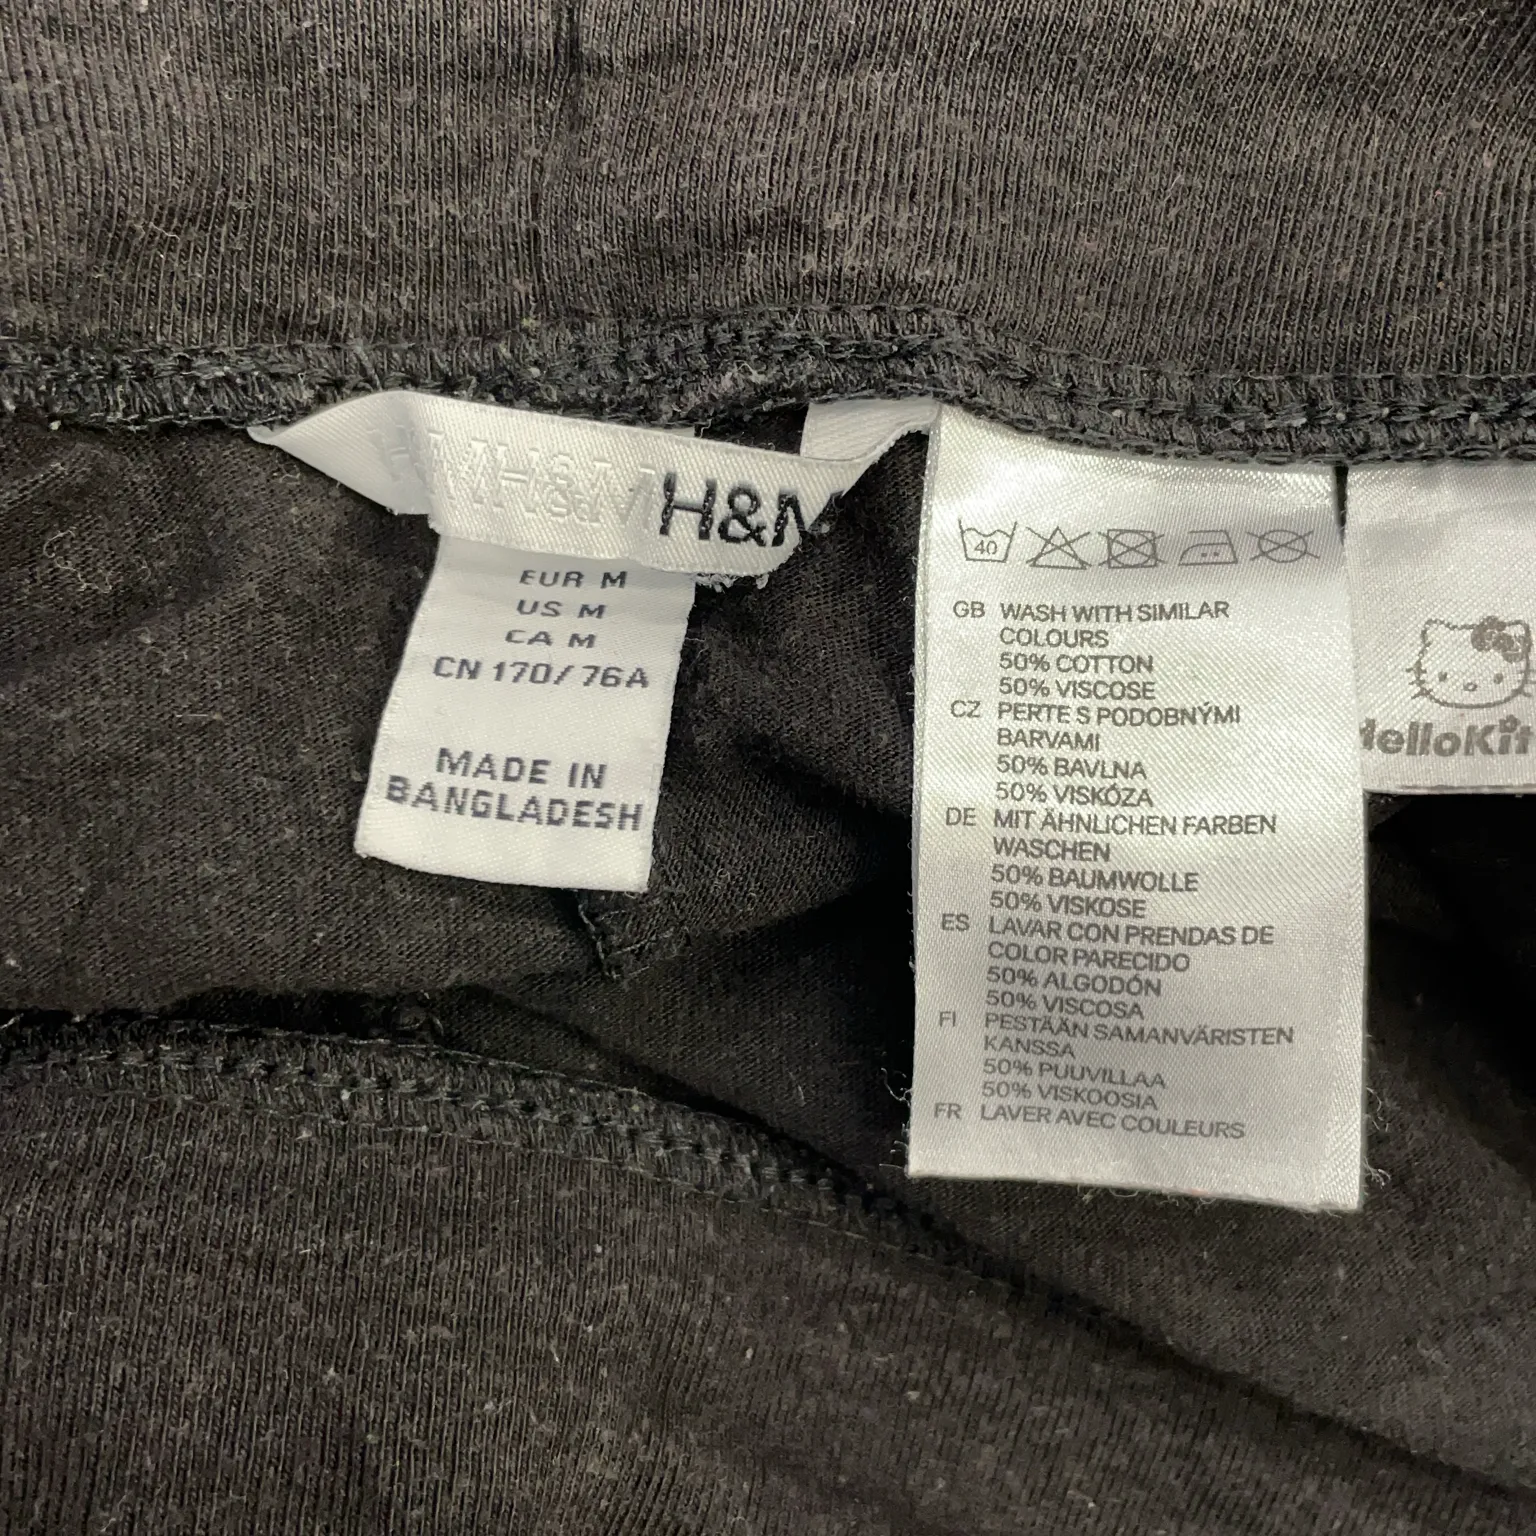 H&M
EUR M
US M
CA M
CN 170/76A
MADE IN
BANGLADESH
40
GB WASH WITH SIMILAR
COLOURS
50% COTTON
50% VISCOSE
CZ PERTE S PODOBNÝMI
BARVAMI
50% BAVLNA
50% VISKÓZA
DE MIT ÄHNLICHEN FARBEN
WASCHEN
50% BAUMWOLLE
50% VISKOSE
ES LAVAR CON PRENDAS DE
COLOR PARECIDO
50% ALGODÓN
50% VISCOSA
FI PESTÄÄN SAMANVÄRISTEN
KANSSA
50% PUUVILLAA
50% VISKOOSIA
FR LAVER AVEC COULEURS
HelloKit